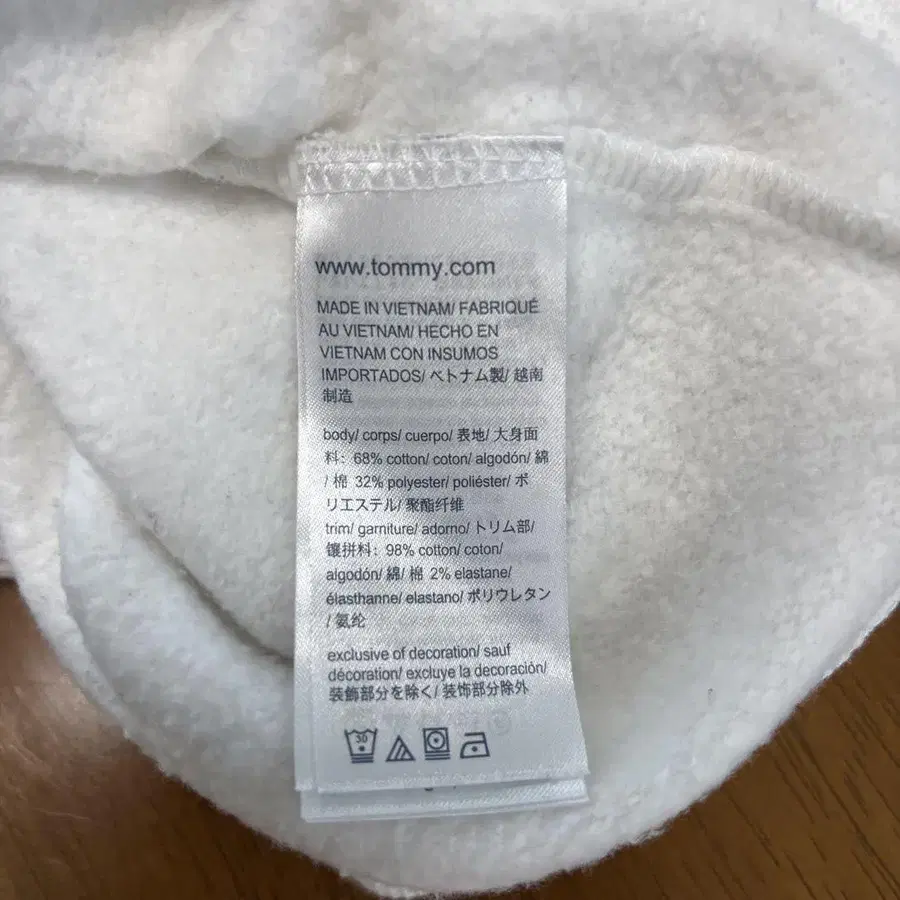 www.tommy.com
MADE IN VIETNAM/ FABRIQUÉ
AU VIETNAM/ HECHO EN
VIETNAM CON INSUMOS
IMPORTADOS/ ベトナム製/ 越南
制造
body/ corps/ cuerpo/ 表地/ 大身面
料: 68% cotton/ coton/ algodón/ 綿
/ 棉 32% polyester/ poliéster/ ポ
リエステル/ 聚酯纤维
trim/ garniture/ adorno/ トリム部/
镶拼料: 98% cotton/ coton/
algodón/ 綿/ 棉 2% elastane/
élasthanne/ elastano/ ポリウレタン
/ 氨纶
exclusive of decoration/ sauf
décoration/ excluye la decoración/
装飾部分を除く/ 装饰部分除外
30